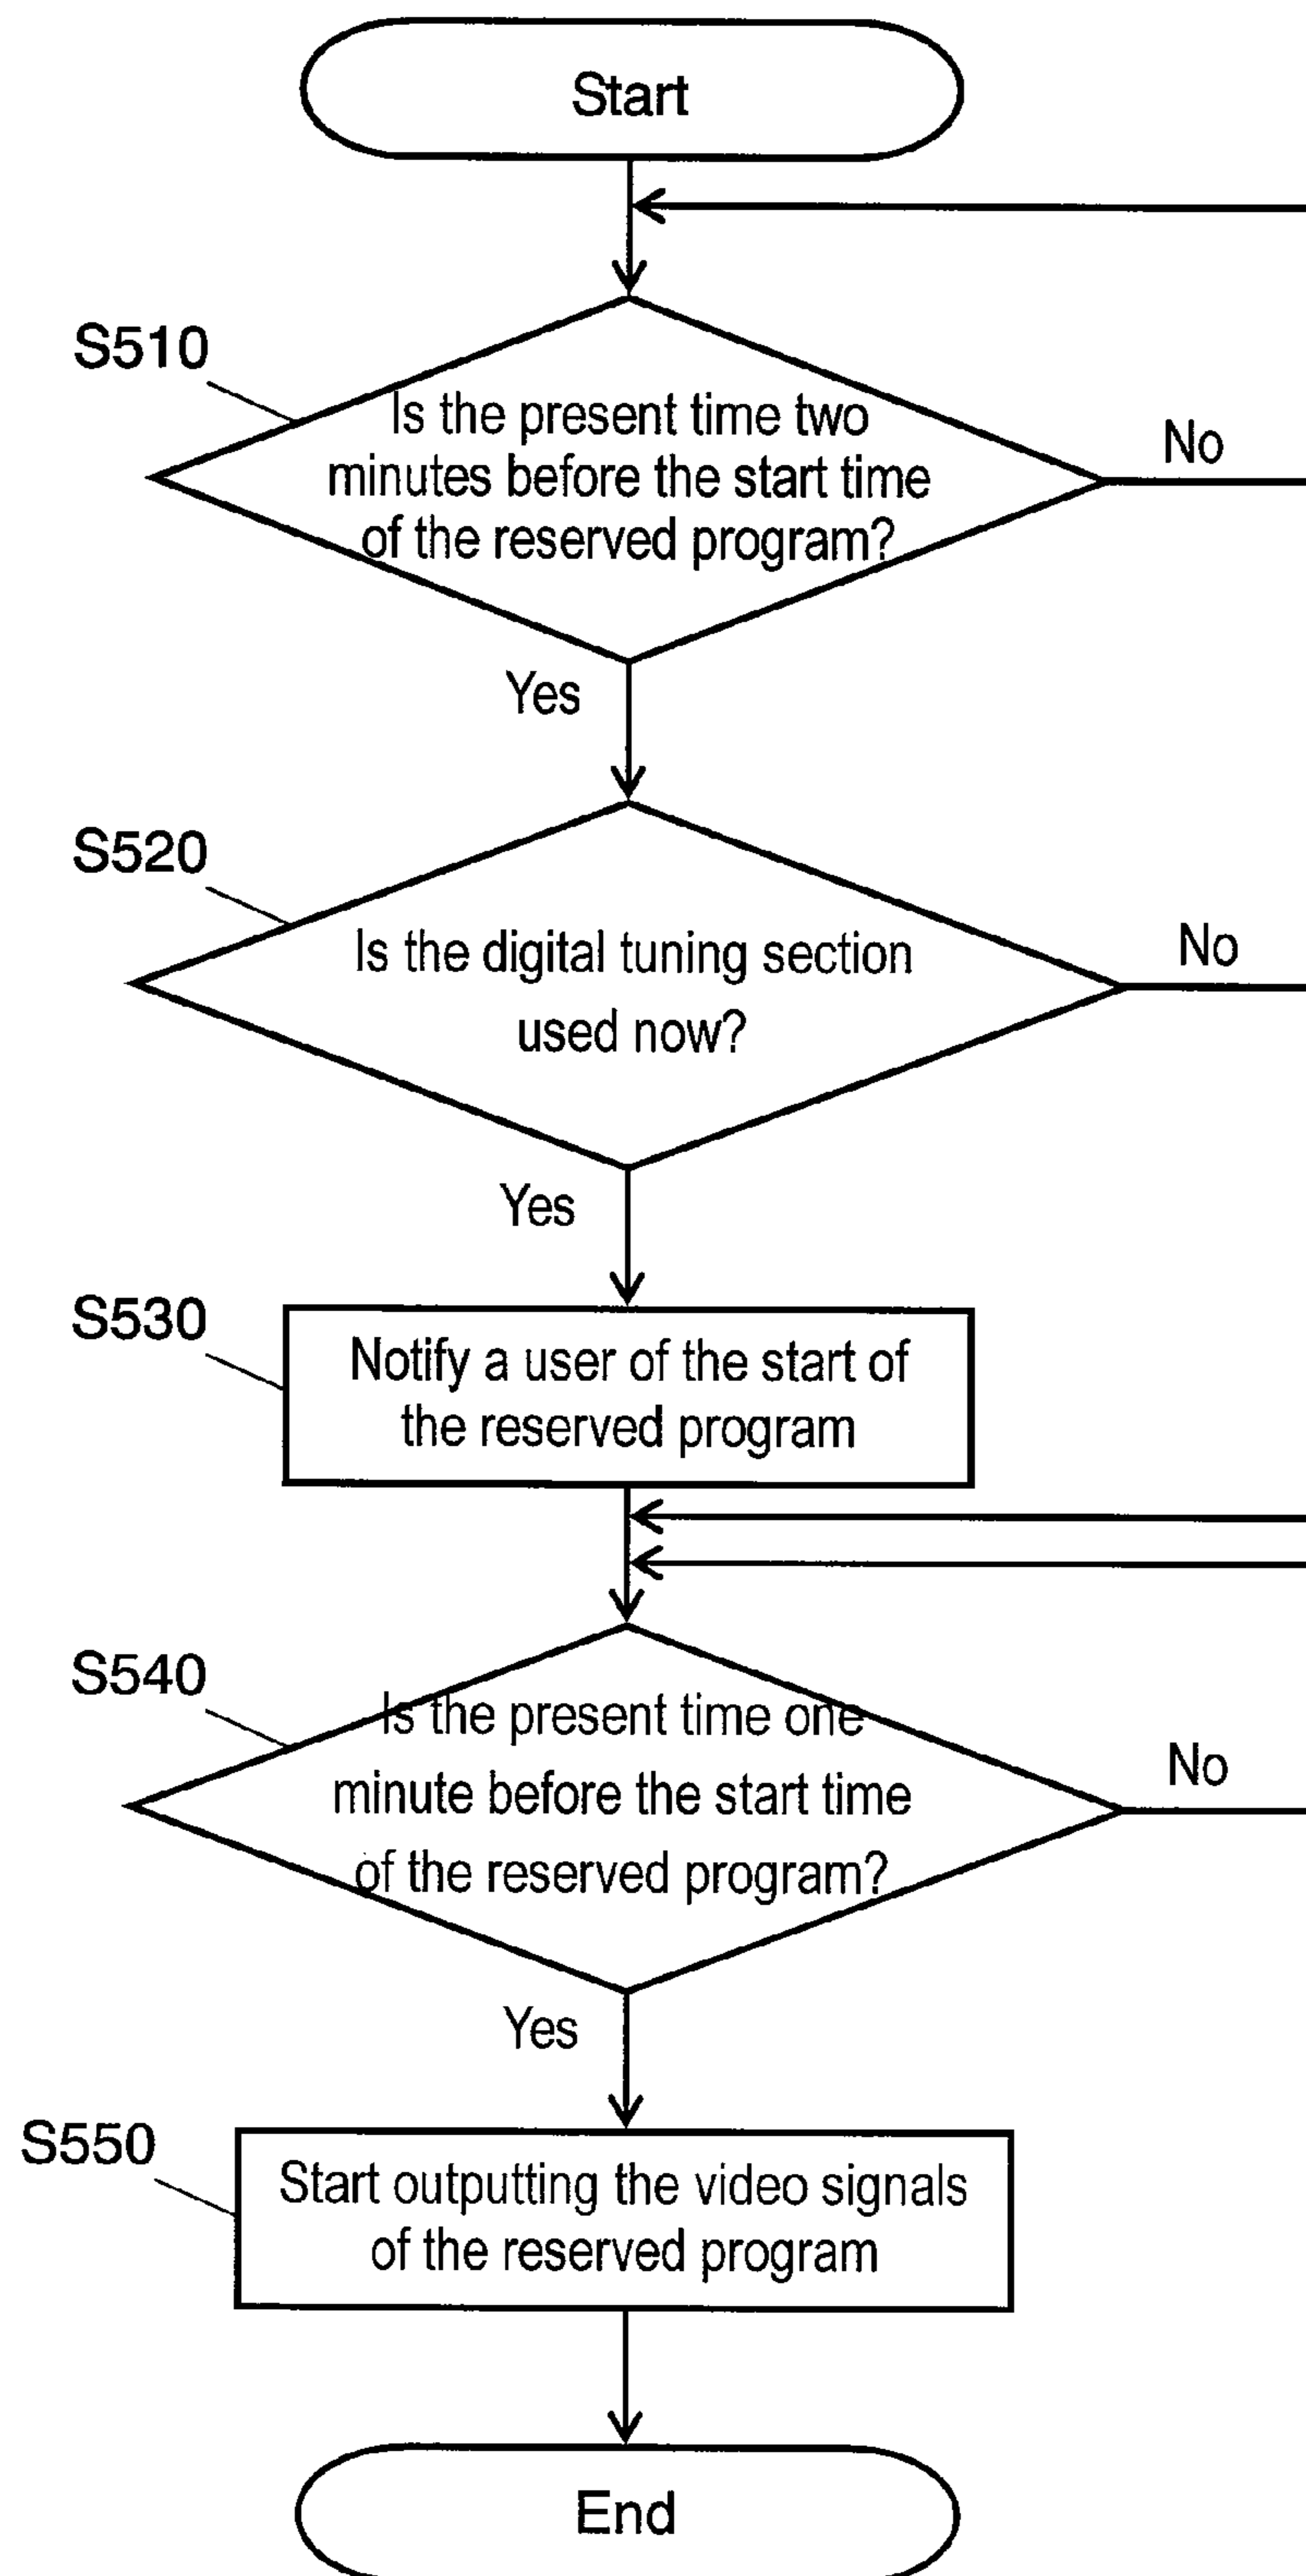 Start
S510
Is the present time two
minutes before the start time
of the reserved program?
No
Yes
S520
Is the digital tuning section
used now?
No
Yes
S530
Notify a user of the start of
the reserved program
S540
Is the present time one
minute before the start time
of the reserved program?
No
Yes
S550
Start outputting the video signals
of the reserved program
End